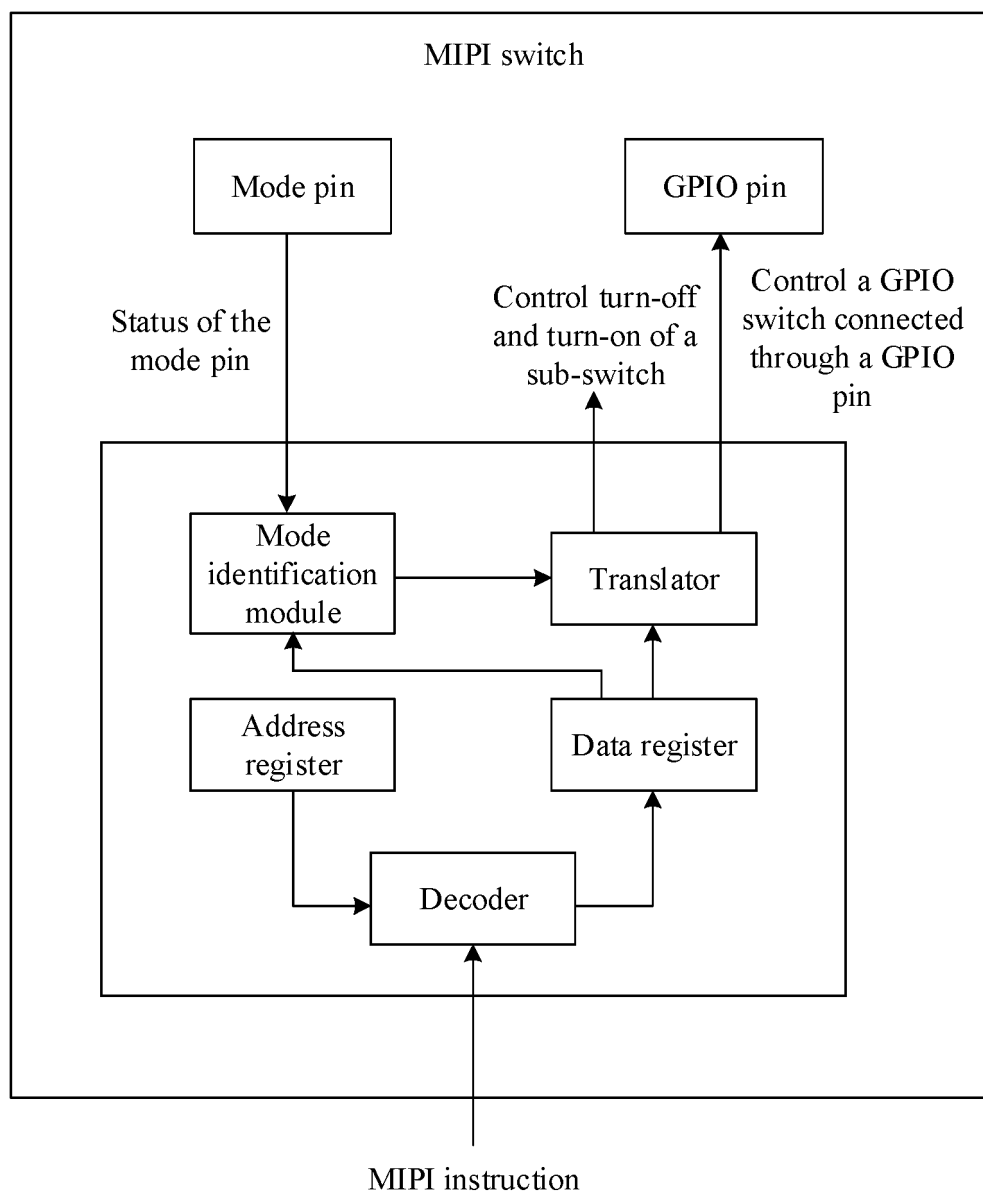 MIPI switch
Mode pin
GPIO pin
Status of the
mode pin
Control turn-off
and turn-on of a
sub-switch
Control a GPIO
switch connected
through a GPIO
pin
Mode
identification
module
Translator
Address
register
Data register
Decoder
MIPI instruction